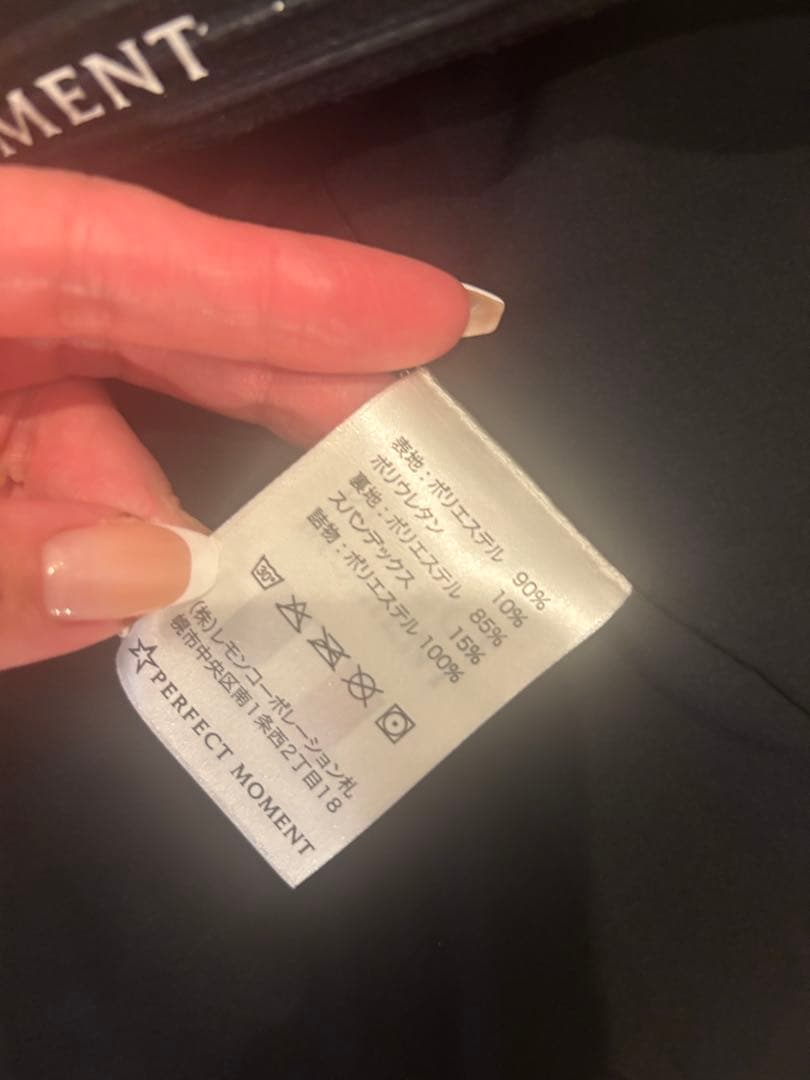 MENT
表地:ポリエステル 90%
ポリウレタン 10%
裏地:ポリエステル 85%
スパンデックス 15%
詰物:ポリエステル 100%
30°
(株)レモンコーポレーション札
幌市中央区南1条西2丁目18
PERFECT MOMENT